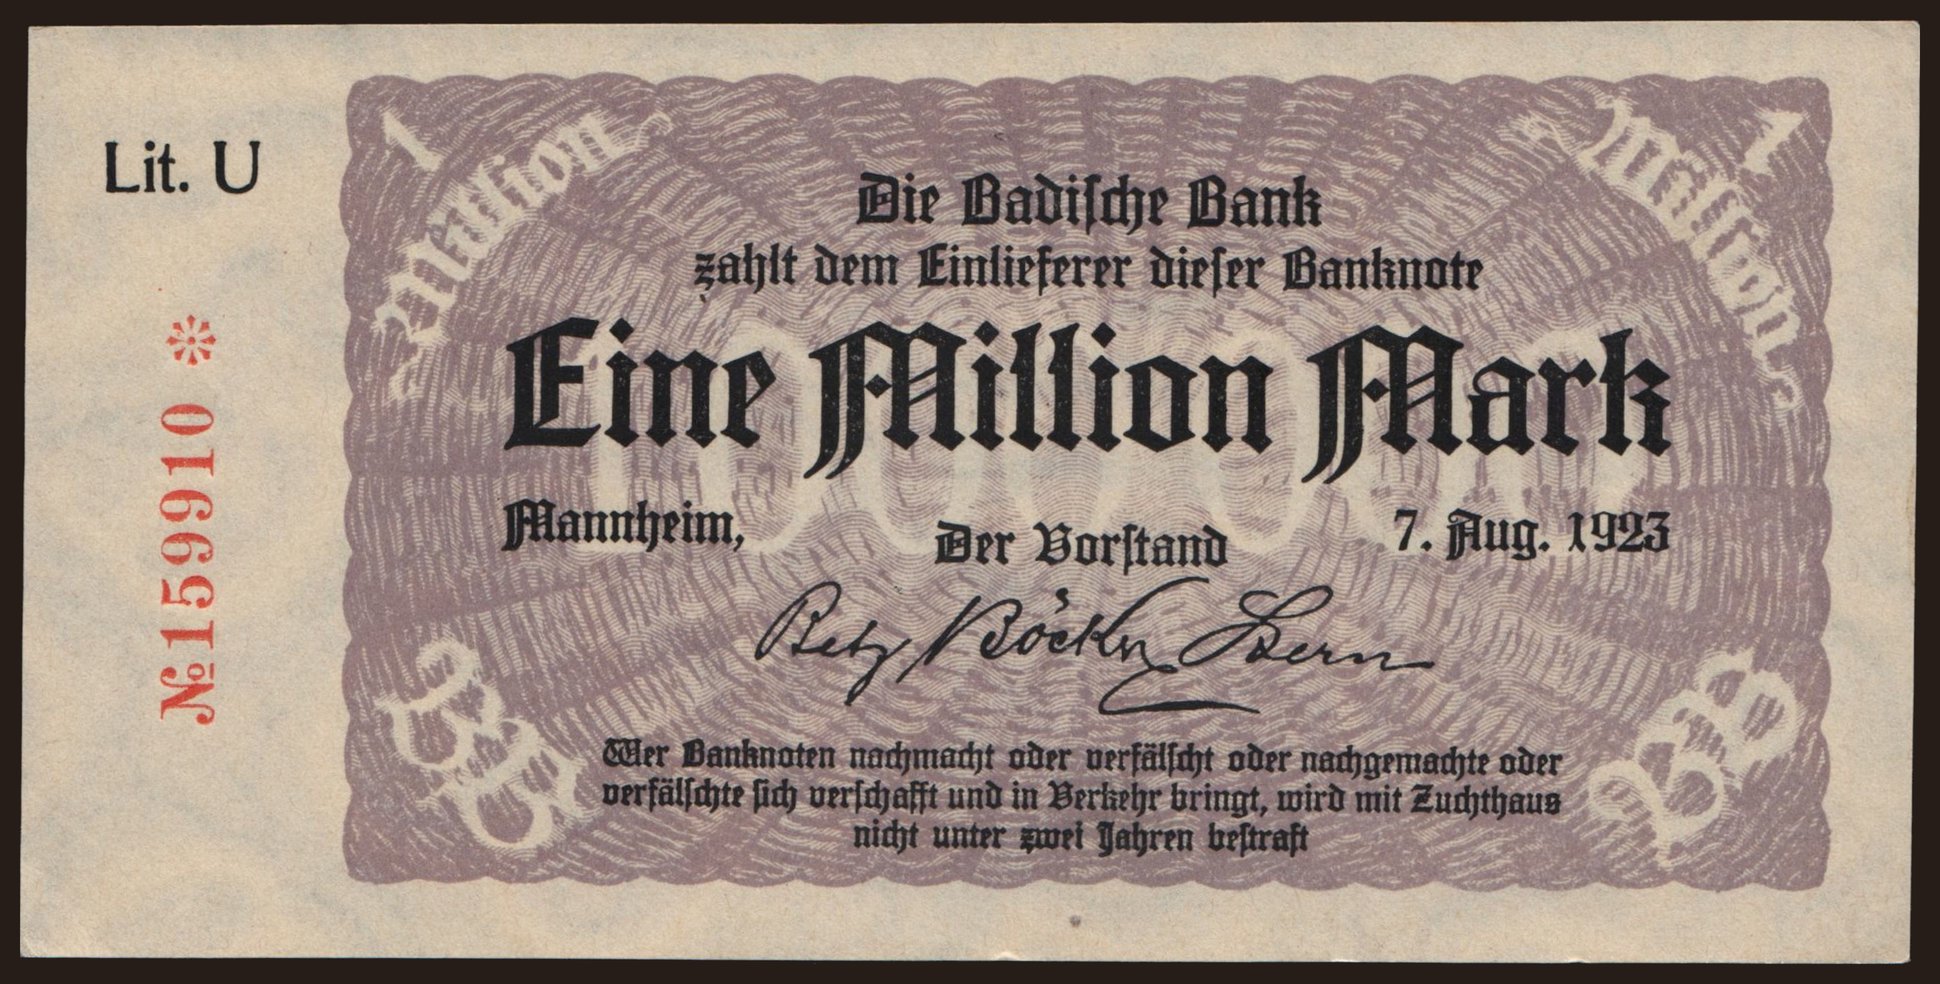 Lit. U
№159910 *
1 Million
1 Million
Die Badische Bank
zahlt dem Einlieferer dieser Banknote
Eine Million Mark
Mannheim, Der Vorstand 7. Aug. 1923
Betz Böckh
Wer Banknoten nachmacht oder verfälscht oder nachgemachte oder
verfälschte sich verschafft und in Verkehr bringt, wird mit Zuchthaus
nicht unter zwei Jahren bestraft
BB
BB